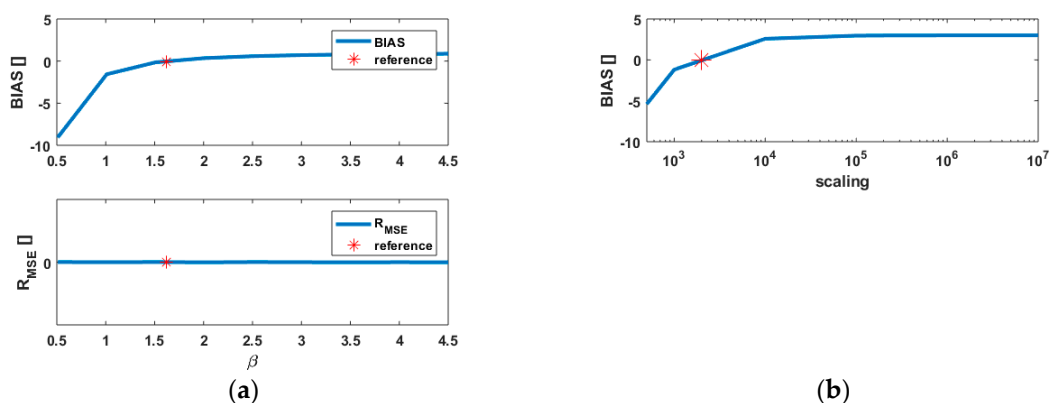 BIAS []
5
0
-5
-10
BIAS
reference
0.5 1 1.5 2 2.5 3 3.5 4 4.5
R_MSE []
0
R_MSE
reference
0.5 1 1.5 2 2.5 3 3.5 4 4.5
β
(a)
BIAS []
5
0
-5
-10
10^3 10^4 10^5 10^6 10^7
scaling
(b)